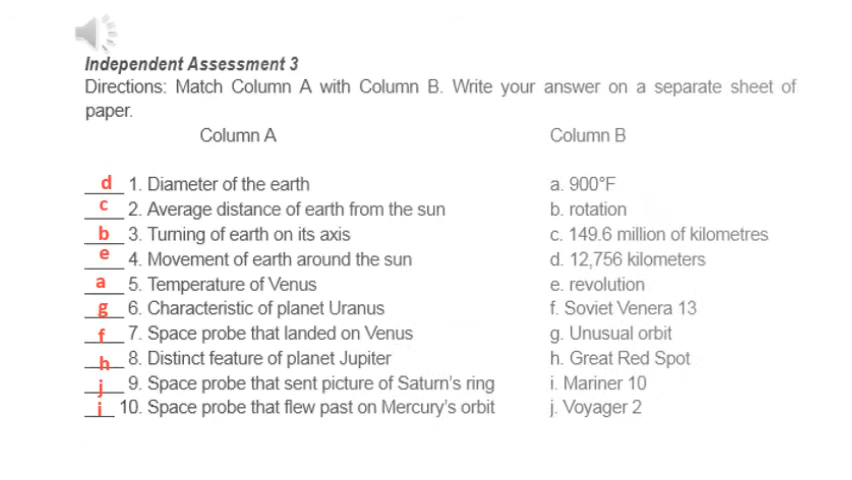 Independent Assessment 3
Directions: Match Column A with Column B. Write your answer on a separate sheet of
paper.
Column A Column B
d 1. Diameter of the earth a. 900°F
c 2. Average distance of earth from the sun b. rotation
b 3. Turning of earth on its axis c. 149.6 million of kilometres
e 4. Movement of earth around the sun d. 12,756 kilometers
a 5. Temperature of Venus e. revolution
g 6. Characteristic of planet Uranus f. Soviet Venera 13
f 7. Space probe that landed on Venus g. Unusual orbit
h 8. Distinct feature of planet Jupiter h. Great Red Spot
j 9. Space probe that sent picture of Saturn's ring i. Mariner 10
i 10. Space probe that flew past on Mercury's orbit j. Voyager 2